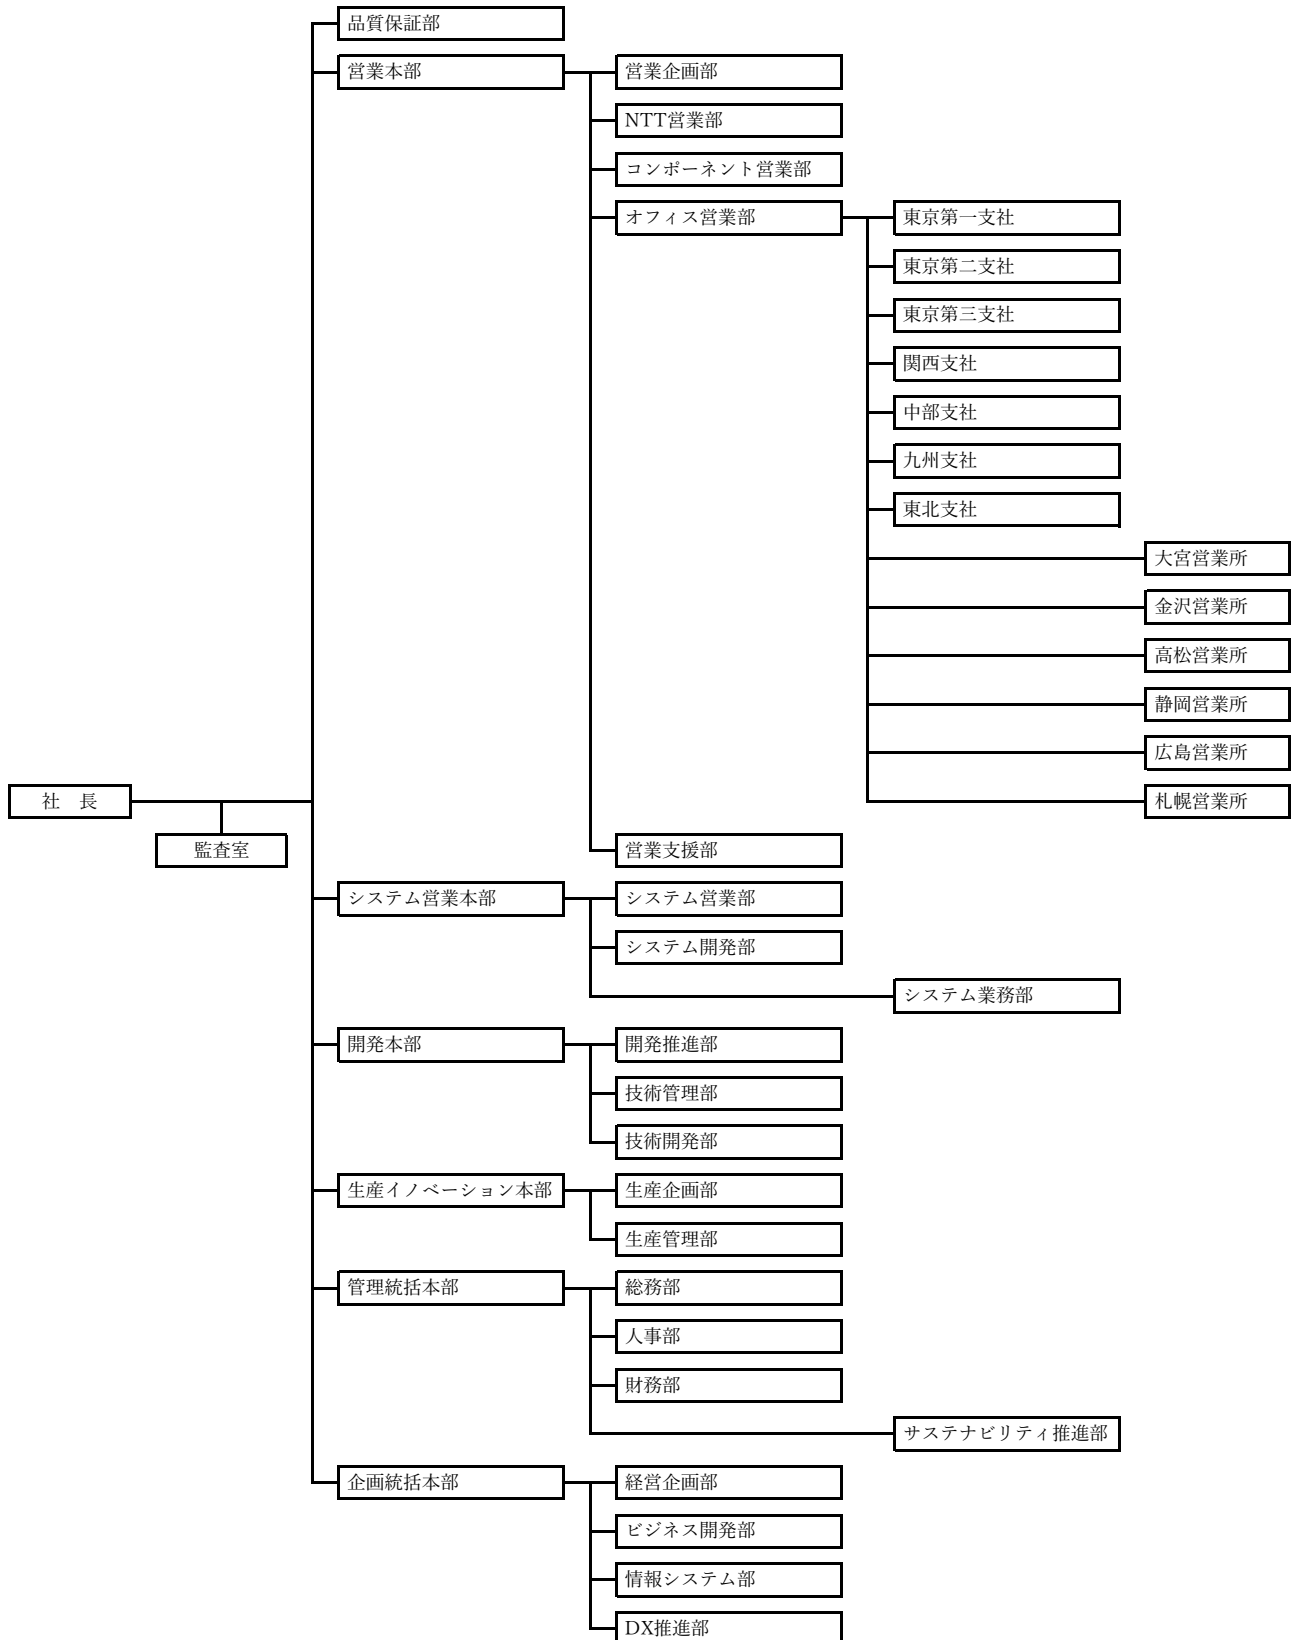 品質保証部
営業本部
営業企画部
NTT営業部
コンポーネント営業部
オフィス営業部
東京第一支社
東京第二支社
東京第三支社
関西支社
中部支社
九州支社
東北支社
大宮営業所
金沢営業所
高松営業所
静岡営業所
広島営業所
札幌営業所
社　長
監査室
営業支援部
システム営業本部
システム営業部
システム開発部
システム業務部
開発本部
開発推進部
技術管理部
技術開発部
生産イノベーション本部
生産企画部
生産管理部
管理統括本部
総務部
人事部
財務部
サステナビリティ推進部
企画統括本部
経営企画部
ビジネス開発部
情報システム部
DX推進部